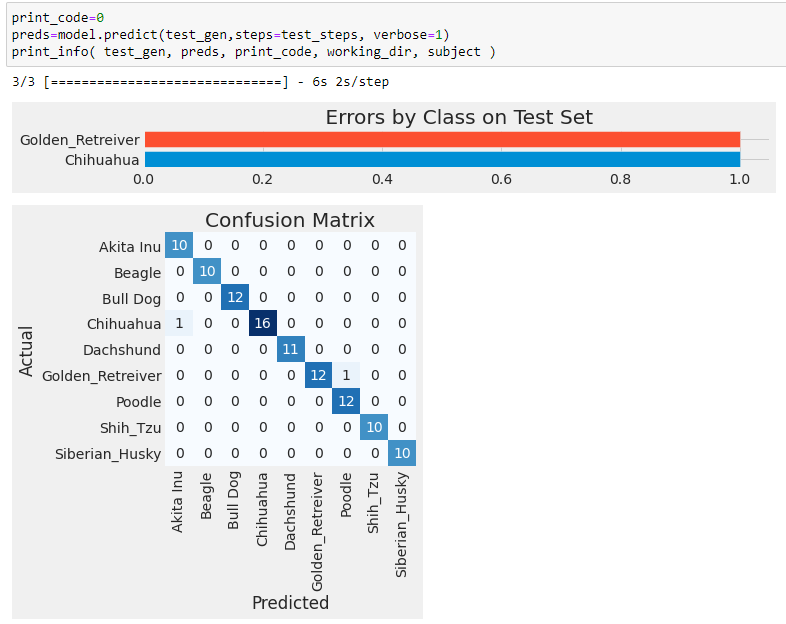 print_code=0
preds=model.predict(test_gen,steps=test_steps, verbose=1)
print_info( test_gen, preds, print_code, working_dir, subject )
3/3 [==============================] - 6s 2s/step
Errors by Class on Test Set
Golden_Retreiver
Chihuahua
0.0 0.2 0.4 0.6 0.8 1.0
Confusion Matrix
Actual
Akita Inu 10 0 0 0 0 0 0 0 0
Beagle 0 10 0 0 0 0 0 0 0
Bull Dog 0 0 12 0 0 0 0 0 0
Chihuahua 1 0 0 16 0 0 0 0 0
Dachshund 0 0 0 0 11 0 0 0 0
Golden_Retreiver 0 0 0 0 0 12 1 0 0
Poodle 0 0 0 0 0 0 12 0 0
Shih_Tzu 0 0 0 0 0 0 0 10 0
Siberian_Husky 0 0 0 0 0 0 0 0 10
Akita Inu Beagle Bull Dog Chihuahua Dachshund Golden_Retreiver Poodle Shih_Tzu Siberian_Husky
Predicted